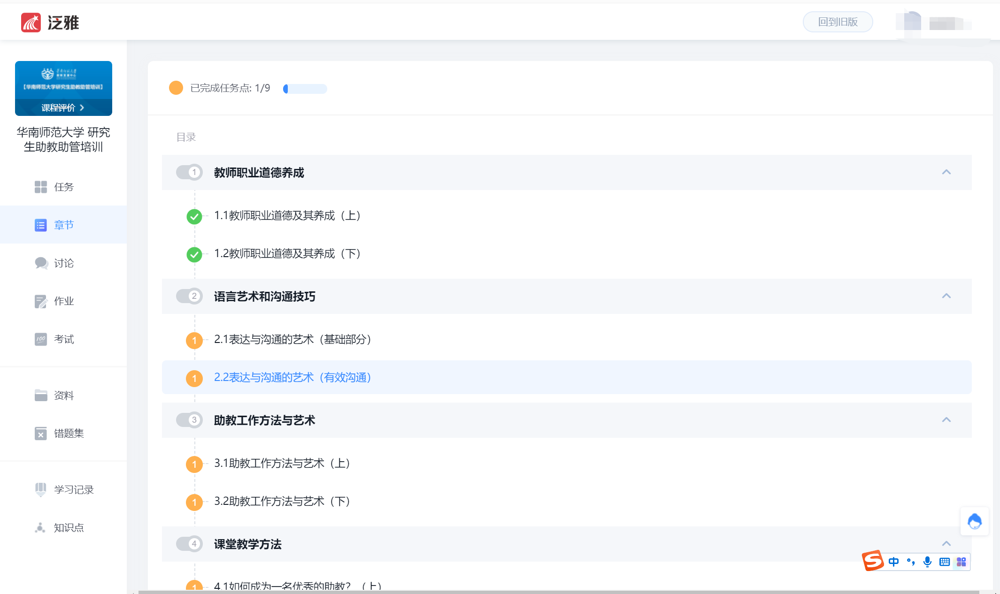 泛雅
回到旧版
【华南师范大学研究生助教助管培训】
课程评价
华南师范大学 研究
生助教助管培训
任务
章节
讨论
作业
100
考试
资料
错题集
学习记录
知识点
已完成任务点: 1/9
目录
1 教师职业道德养成
1.1教师职业道德及其养成（上）
1.2教师职业道德及其养成（下）
2 语言艺术和沟通技巧
1 2.1表达与沟通的艺术（基础部分）
1 2.2表达与沟通的艺术（有效沟通）
3 助教工作方法与艺术
1 3.1助教工作方法与艺术（上）
1 3.2助教工作方法与艺术（下）
4 课堂教学方法
1 4.1如何成为一名优秀的助教？（上）
S 中 °,